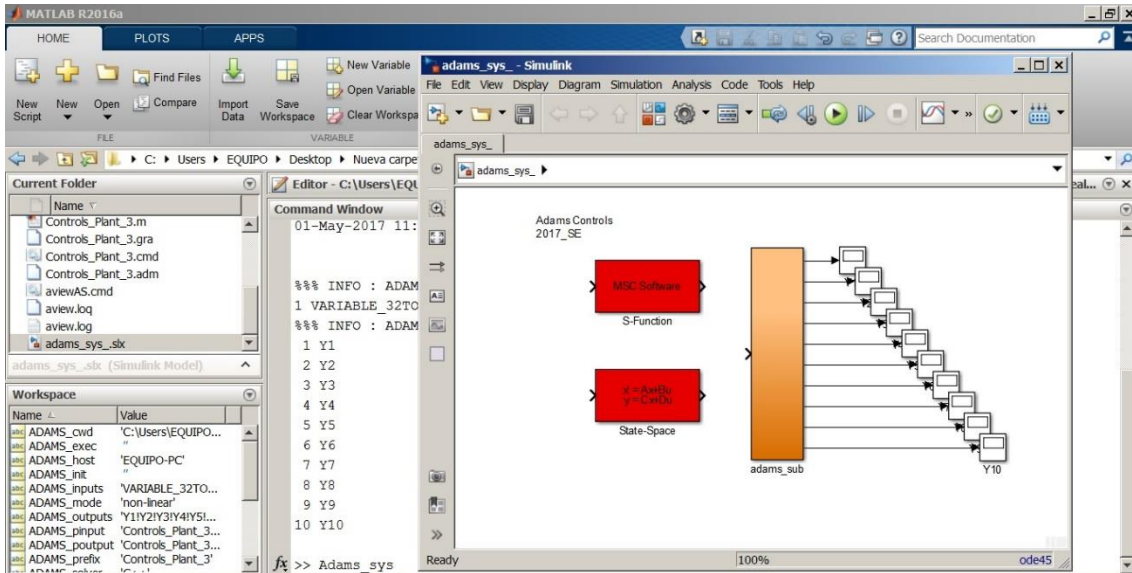 MATLAB R2016a
HOME PLOTS APPS
Search Documentation
New Script
New
Open
Find Files
Compare
Import Data
Save Workspace
New Variable
Open Variable
Clear Workspa
FILE
VARIABLE
C: Users EQUIPO Desktop Nueva carpe
Current Folder
Name
Controls_Plant_3.m
Controls_Plant_3.gra
Controls_Plant_3.cmd
Controls_Plant_3.adm
aviewAS.cmd
aview.loq
aview.log
adams_sys_.slx
adams_sys_.slx (Simulink Model)
Workspace
Name Value
ADAMS_cwd 'C:\Users\EQUIPO...
ADAMS_exec ''
ADAMS_host 'EQUIPO-PC'
ADAMS_init ''
ADAMS_inputs 'VARIABLE_32TO...
ADAMS_mode 'non-linear'
ADAMS_outputs 'Y1!Y2!Y3!Y4!Y5!...
ADAMS_pinput 'Controls_Plant_3...
ADAMS_poutput 'Controls_Plant_3...
ADAMS_prefix 'Controls_Plant_3'
Editor - C:\Users\EQU
Command Window
01-May-2017 11:
%%% INFO : ADAM
1 VARIABLE_32TO
%%% INFO : ADAM
1 Y1
2 Y2
3 Y3
4 Y4
5 Y5
6 Y6
7 Y7
8 Y8
9 Y9
10 Y10
fx >> Adams_sys
adams_sys_ - Simulink
File Edit View Display Diagram Simulation Analysis Code Tools Help
adams_sys_
adams_sys_
Adams Controls
2017_SE
MSC Software
S-Function
x' = Ax+Bu
y = Cx+Du
State-Space
adams_sub
Y10
Ready 100% ode45